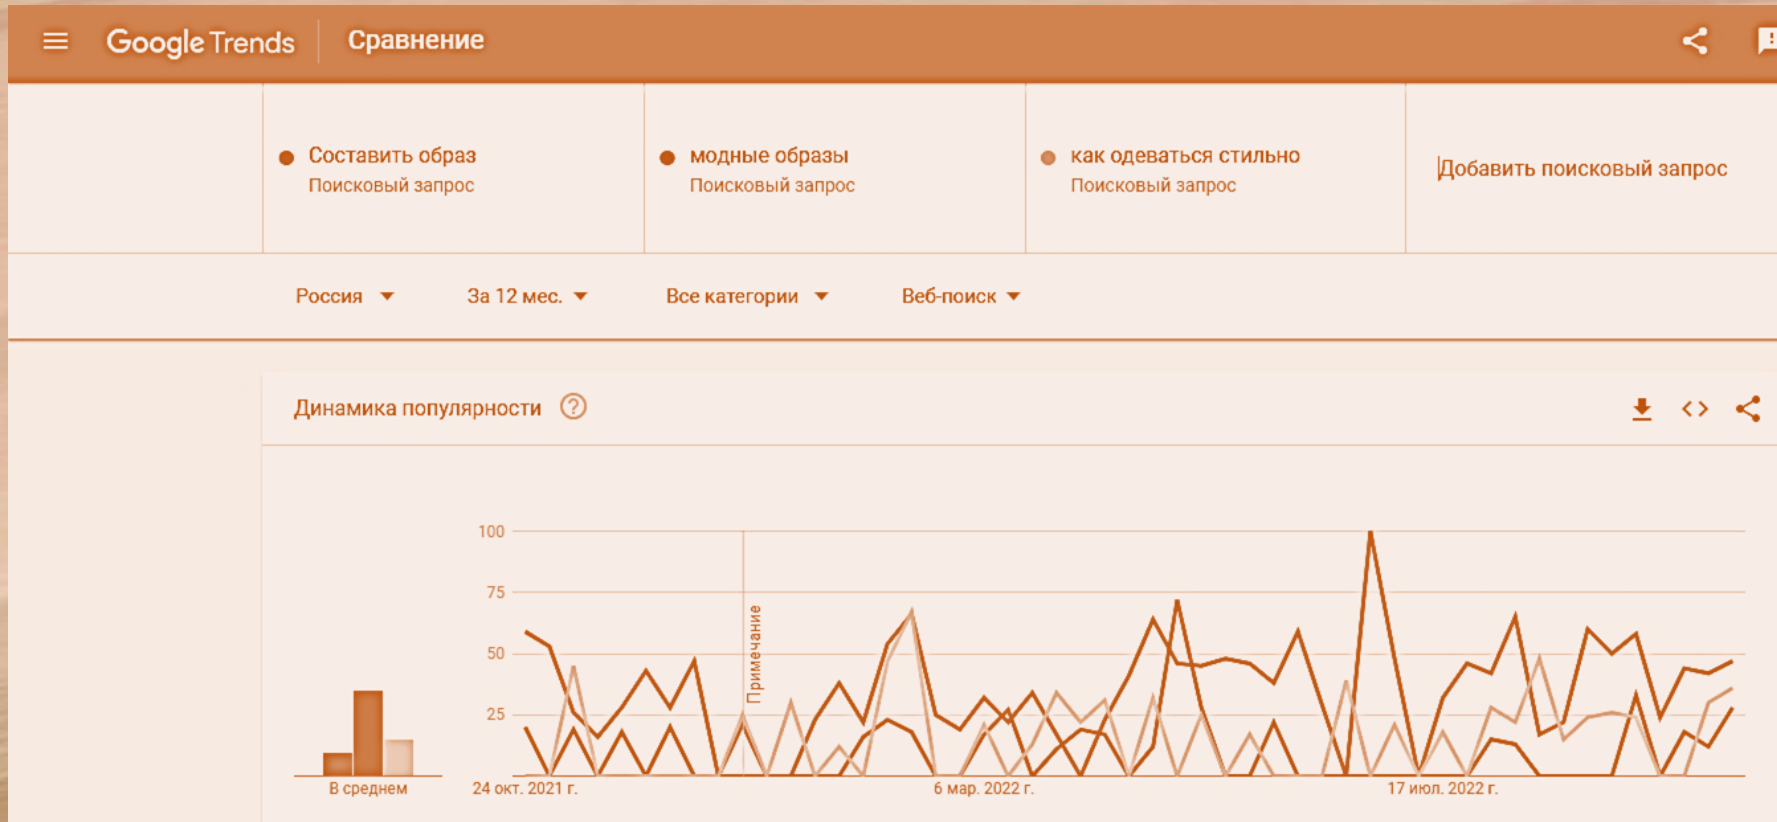 Google Trends
Сравнение
Составить образ
Поисковый запрос
модные образы
Поисковый запрос
как одеваться стильно
Поисковый запрос
Добавить поисковый запрос
Россия
За 12 мес.
Все категории
Веб-поиск
Динамика популярности
?
100
75
50
25
Примечание
В среднем
24 окт. 2021 г.
6 мар. 2022 г.
17 июл. 2022 г.